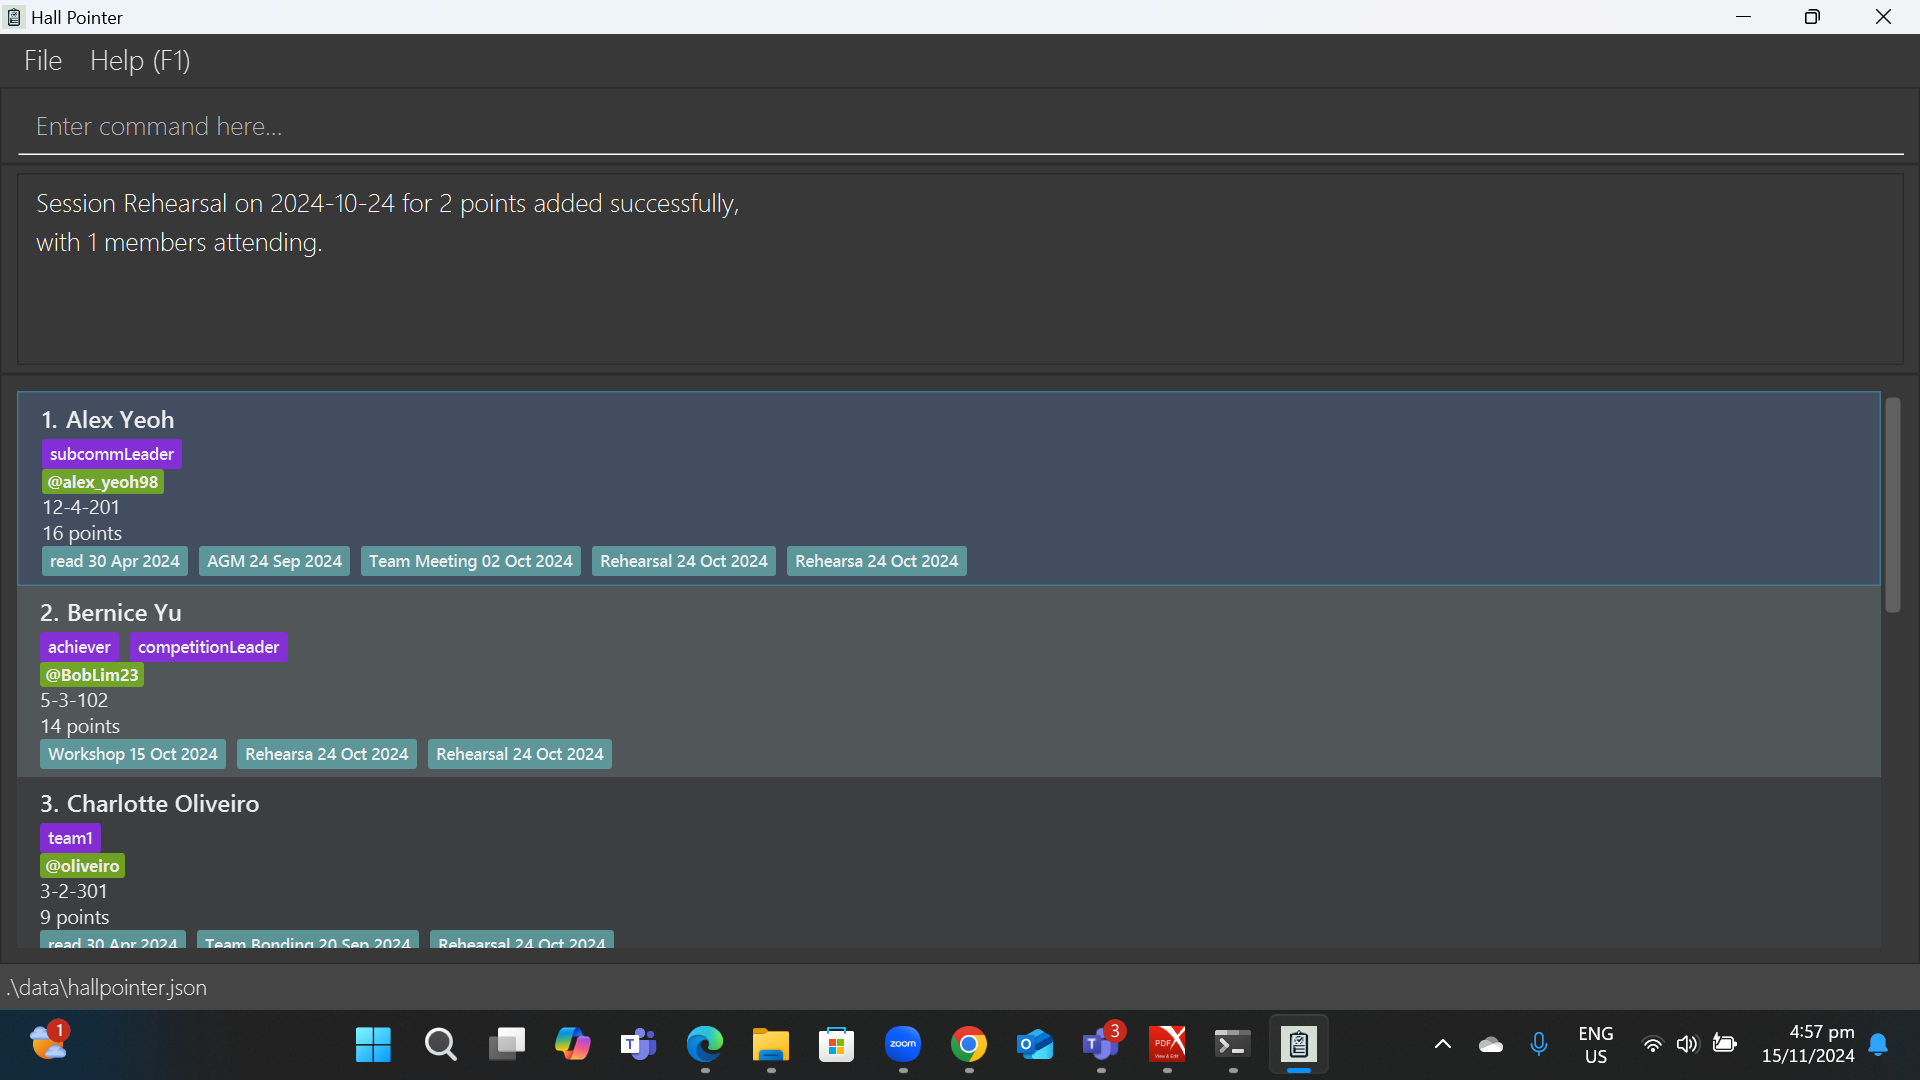 Hall Pointer
File Help (F1)
Enter command here...
Session Rehearsal on 2024-10-24 for 2 points added successfully,
with 1 members attending.
1. Alex Yeoh
subcommLeader
@alex_yeoh98
12-4-201
16 points
read 30 Apr 2024 AGM 24 Sep 2024 Team Meeting 02 Oct 2024 Rehearsal 24 Oct 2024 Rehearsa 24 Oct 2024
2. Bernice Yu
achiever competitionLeader
@BobLim23
5-3-102
14 points
Workshop 15 Oct 2024 Rehearsa 24 Oct 2024 Rehearsal 24 Oct 2024
3. Charlotte Oliveiro
team1
@oliveiro
3-2-301
9 points
read 30 Apr 2024 Team Bonding 20 Sep 2024 Rehearsal 24 Oct 2024
.\data\hallpointer.json
1
T
zoom
O
T 3
PDF
View & Edit
ENG
US
4:57 pm
15/11/2024